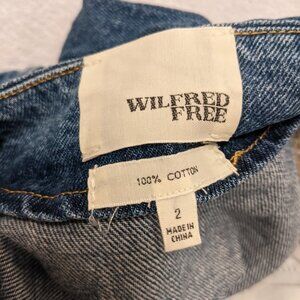 WILFRED
FREE
100% COTTON
2
MADE IN
CHINA